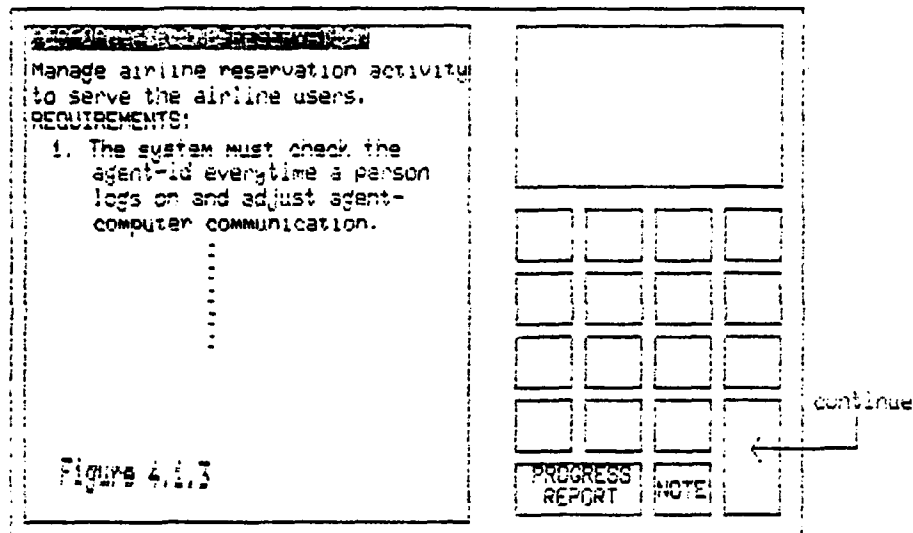 Manage airline reservation activity
to serve the airline users.
REQUIREMENTS:
1. The system must check the
agent-id everytime a person
logs on and adjust agent-
computer communication.
Figure 4.1.3
continue
PROGRESS
REPORT
NOTE